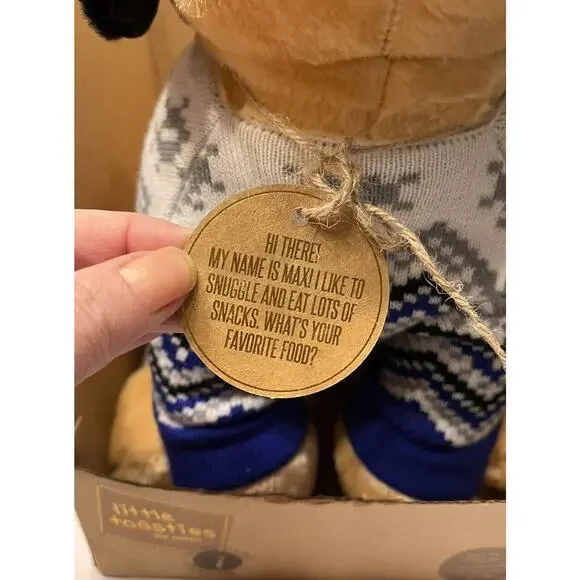 HI THERE!
MY NAME IS MAX! I LIKE TO
SNUGGLE AND EAT LOTS OF
SNACKS. WHAT'S YOUR
FAVORITE FOOD?
little
toasties